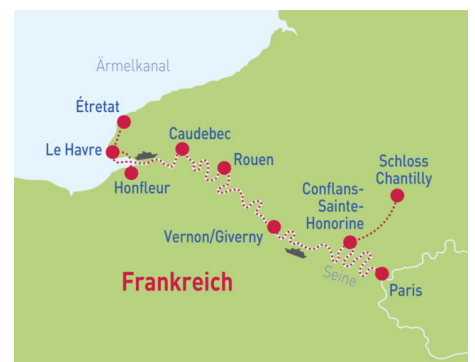 Ärmelkanal
Étretat
Le Havre
Caudebec
Honfleur
Rouen
Schloss
Chantilly
Conflans-
Sainte-
Honorine
Vernon/Giverny
Seine
Frankreich
Paris